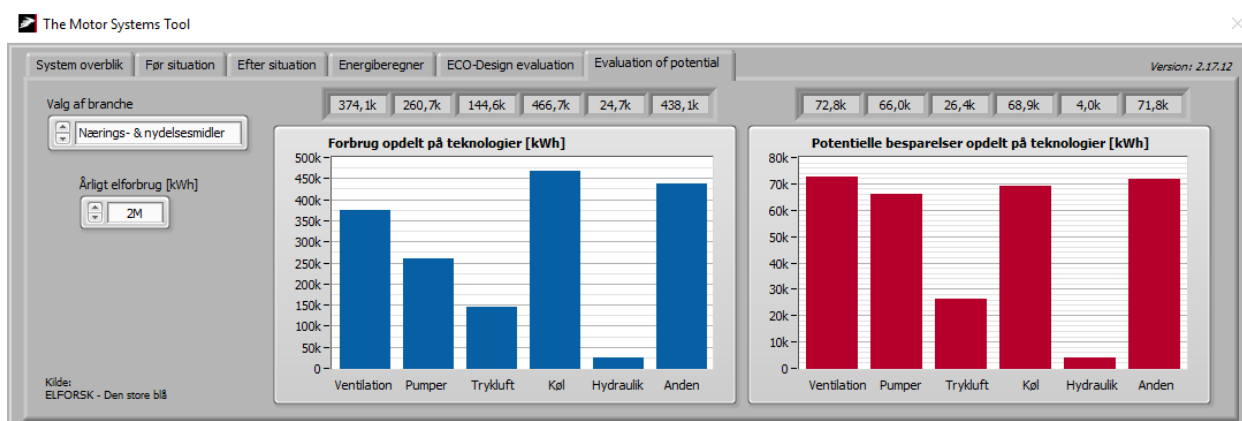 The Motor Systems Tool
System overblik Før situation Efter situation Energiberegner ECO-Design evaluation Evaluation of potential
Version: 2.17.12
Valg af branche
Nærings- & nydelsesmidler
Årligt elforbrug [kWh]
2M
Kilde:
ELFORSK - Den store blå
374,1k 260,7k 144,6k 466,7k 24,7k 438,1k
Forbrug opdelt på teknologier [kWh]
500k
450k
400k
350k
300k
250k
200k
150k
100k
50k
0
Ventilation Pumper Trykluft Køl Hydraulik Anden
72,8k 66,0k 26,4k 68,9k 4,0k 71,8k
Potentielle besparelser opdelt på teknologier [kWh]
80k
70k
60k
50k
40k
30k
20k
10k
0
Ventilation Pumper Trykluft Køl Hydraulik Anden